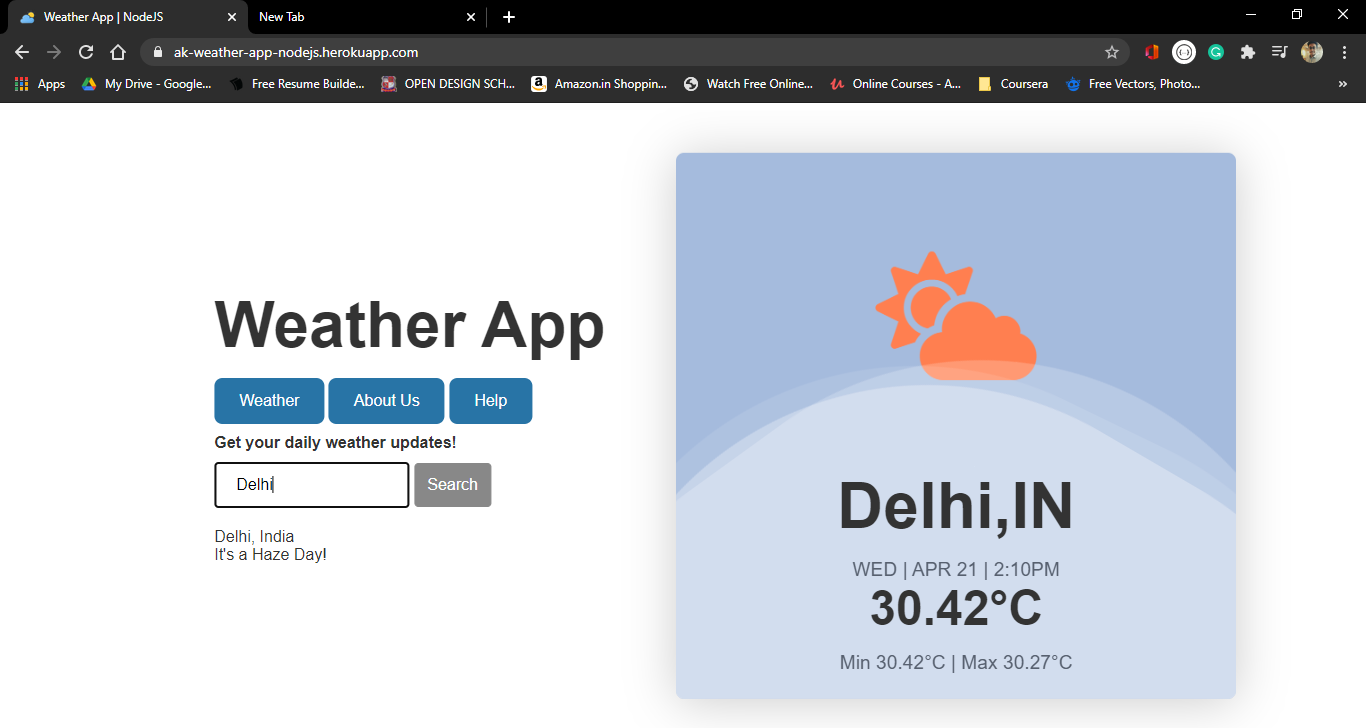 Weather App | NodeJS
New Tab
ak-weather-app-nodejs.herokuapp.com
Apps
My Drive - Google...
Free Resume Builde...
OPEN DESIGN SCH...
Amazon.in Shoppin...
Watch Free Online...
Online Courses - A...
Coursera
Free Vectors, Photo...
Weather App
Weather
About Us
Help
Get your daily weather updates!
Delhi
Search
Delhi, India
It's a Haze Day!
Delhi,IN
WED | APR 21 | 2:10PM
30.42°C
Min 30.42°C | Max 30.27°C